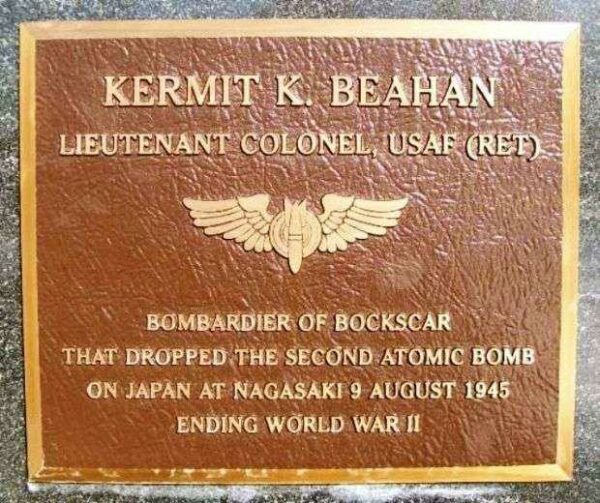 KERMIT K. BEAHAN
LIEUTENANT COLONEL, USAF (RET)
BOMBARDIER OF BOCKSCAR
THAT DROPPED THE SECOND ATOMIC BOMB
ON JAPAN AT NAGASAKI 9 AUGUST 1945
ENDING WORLD WAR II